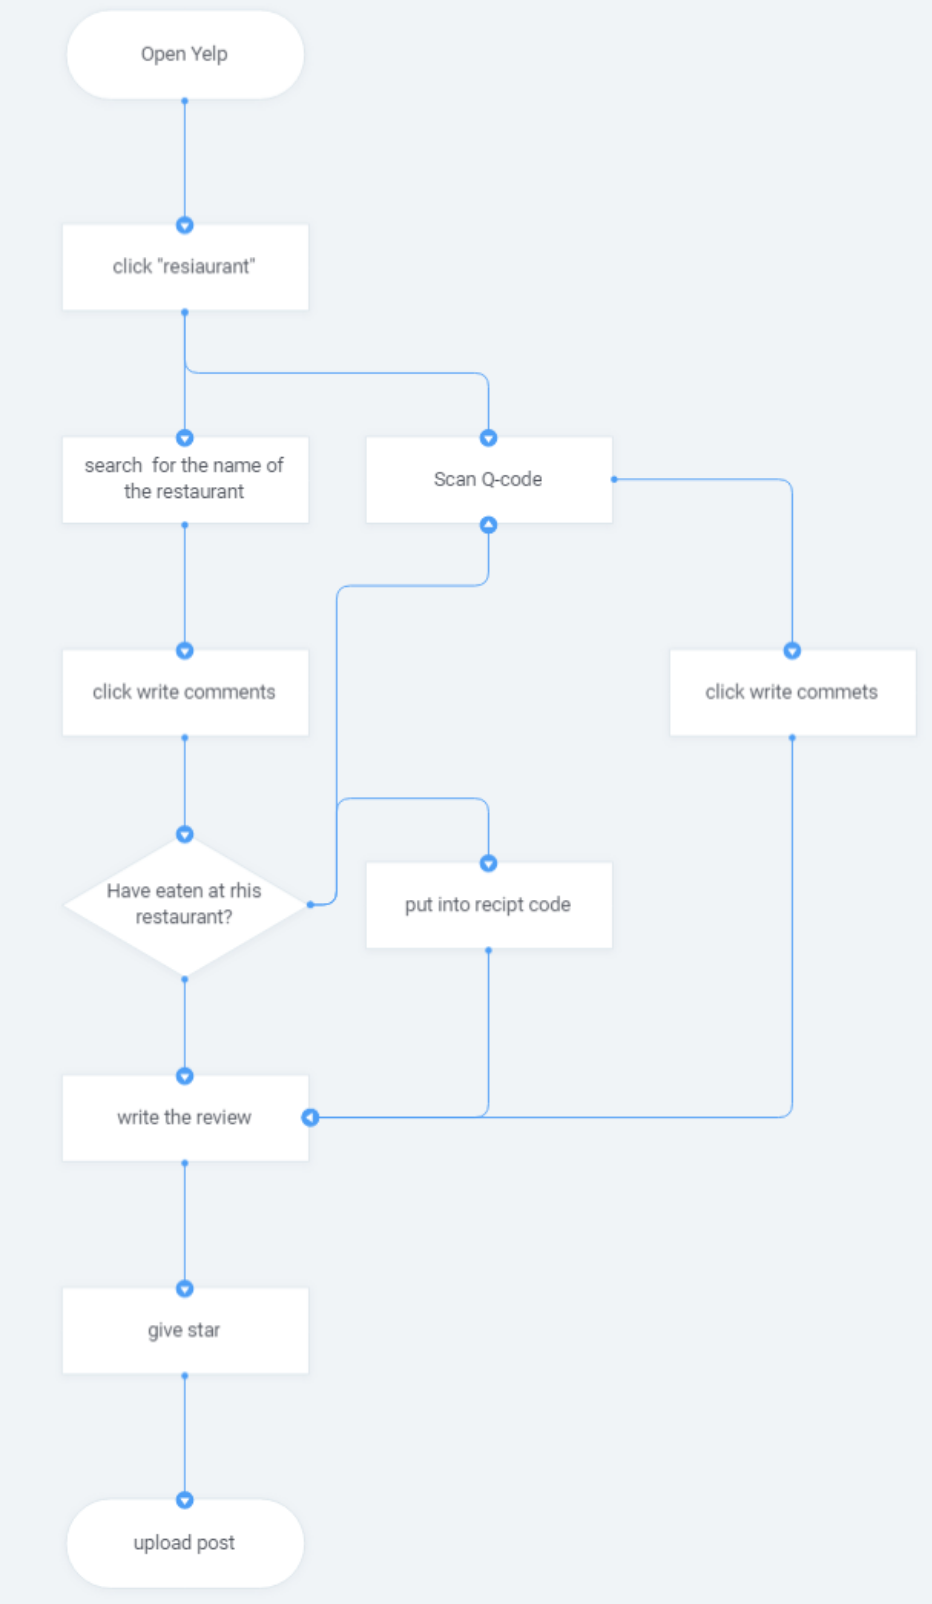 Open Yelp
click "resiaurant"
search  for the name of
the restaurant
Scan Q-code
click write comments
click write commets
Have eaten at rhis
restaurant?
put into recipt code
write the review
give star
upload post